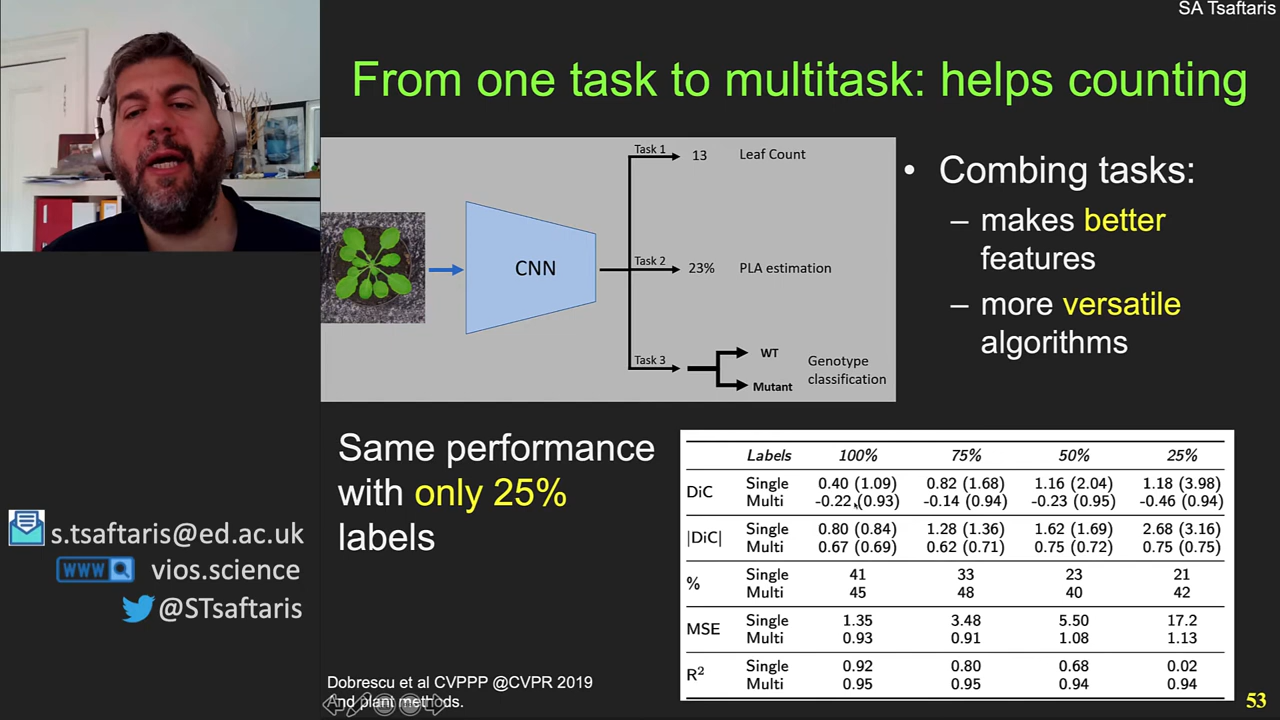 SA Tsaftaris
From one task to multitask: helps counting
Task 1 13 Leaf Count
CNN
Task 2 23% PLA estimation
Task 3 WT
Mutant
Genotype
classification
• Combing tasks:
– makes better
features
– more versatile
algorithms
Same performance
with only 25%
labels
Labels 100% 75% 50% 25%
DiC Single 0.40 (1.09) 0.82 (1.68) 1.16 (2.04) 1.18 (3.98)
Multi -0.22 (0.93) -0.14 (0.94) -0.23 (0.95) -0.46 (0.94)
|DiC| Single 0.80 (0.84) 1.28 (1.36) 1.62 (1.69) 2.68 (3.16)
Multi 0.67 (0.69) 0.62 (0.71) 0.75 (0.72) 0.75 (0.75)
% Single 41 33 23 21
Multi 45 48 40 42
MSE Single 1.35 3.48 5.50 17.2
Multi 0.93 0.91 1.08 1.13
R² Single 0.92 0.80 0.68 0.02
Multi 0.95 0.95 0.94 0.94
s.tsaftaris@ed.ac.uk
WWW vios.science
@STsaftaris
Dobrescu et al CVPPP @CVPR 2019
And plant methods.
53